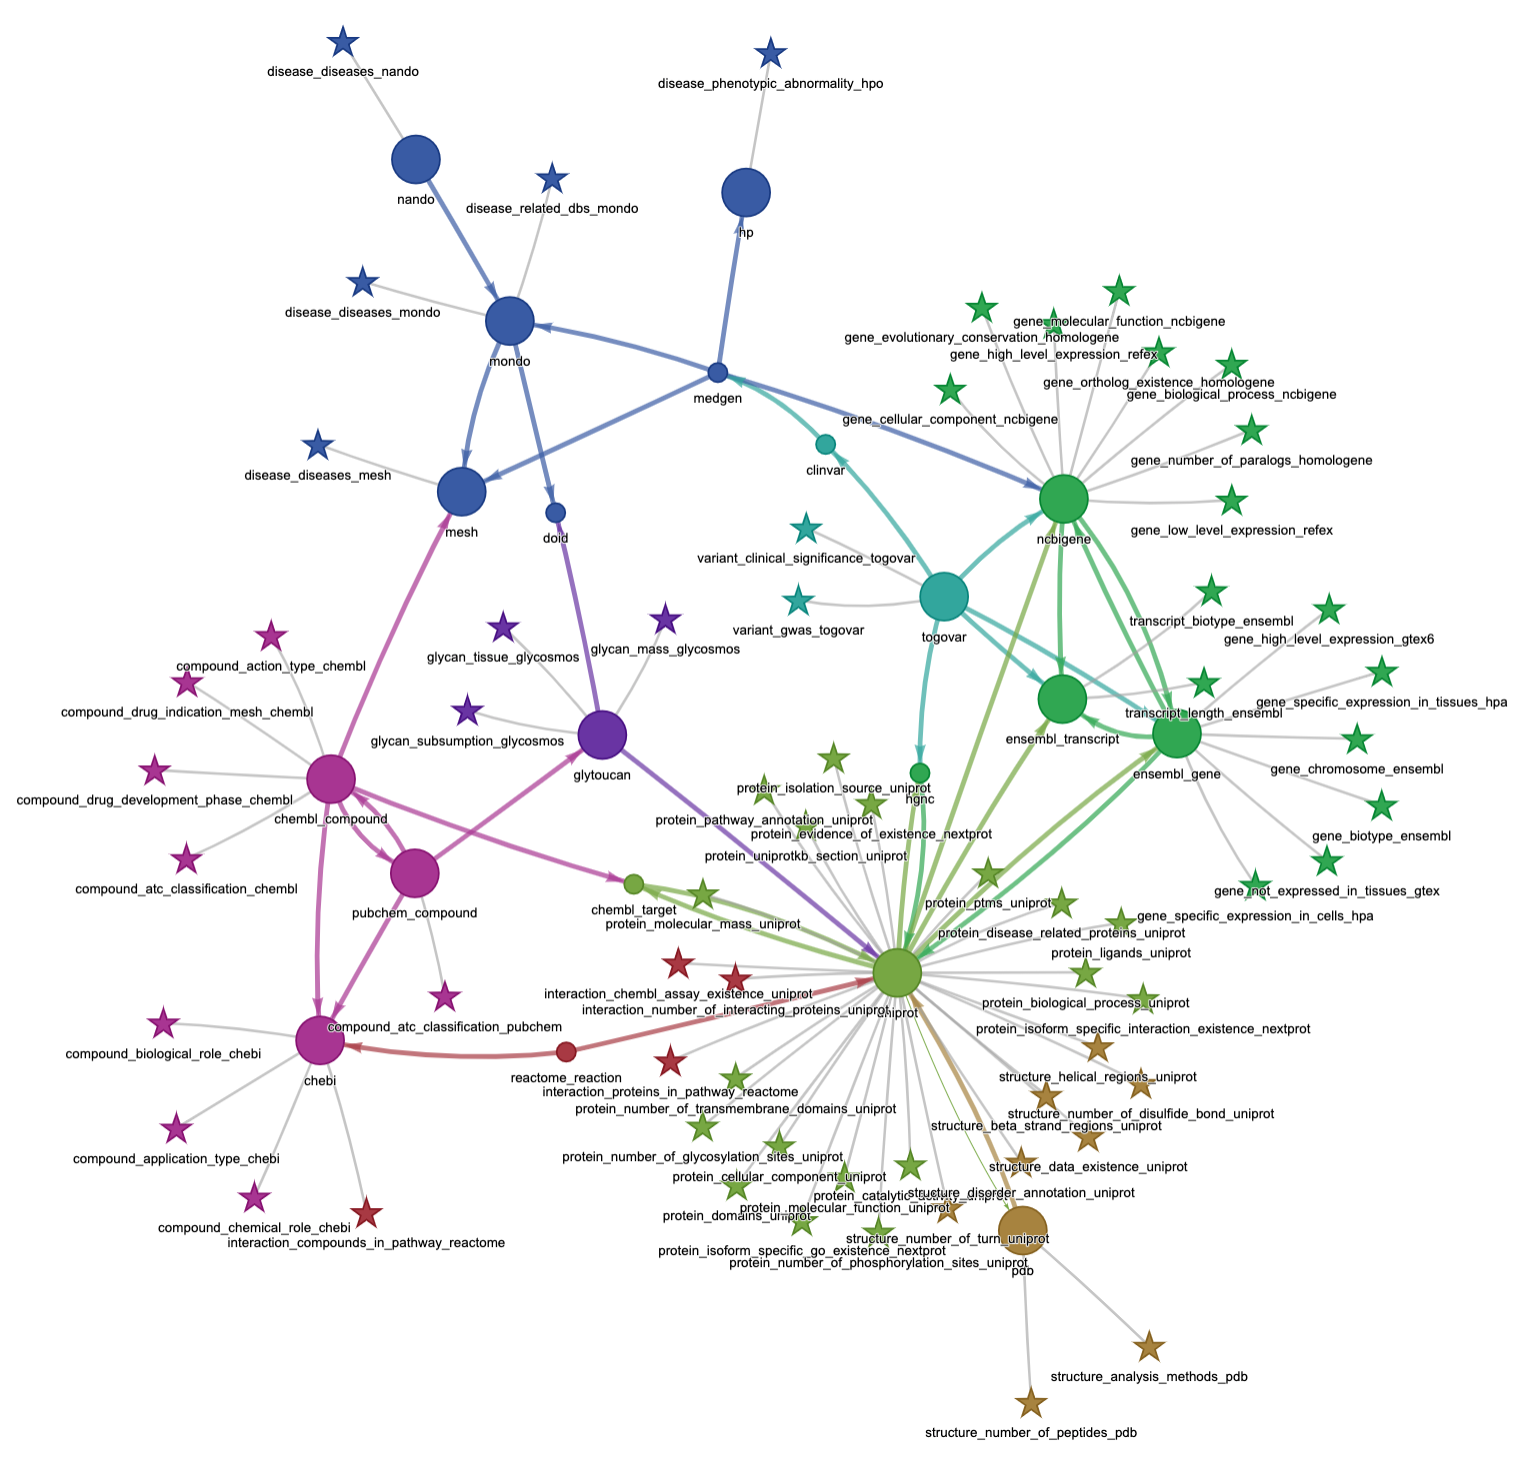 disease_diseases_nando
disease_phenotypic_abnormality_hpo
nando
disease_related_dbs_mondo
hp
disease_diseases_mondo
gene_molecular_function_ncbigene
gene_evolutionary_conservation_homologene
gene_high_level_expression_refex
mondo
gene_ortholog_existence_homologene
gene_biological_process_ncbigene
medgen
gene_cellular_component_ncbigene
gene_number_of_paralogs_homologene
clinvar
disease_diseases_mesh
mesh
doid
ncbigene
gene_low_level_expression_refex
variant_clinical_significance_togovar
transcript_biotype_ensembl
variant_gwas_togovar
togovar
gene_high_level_expression_gtex6
glycan_tissue_glycosmos
glycan_mass_glycosmos
compound_action_type_chembl
gene_specific_expression_in_tissues_hpa
compound_drug_indication_mesh_chembl
transcript_length_ensembl
glycan_subsumption_glycosmos
ensembl_transcript
glytoucan
ensembl_gene
gene_chromosome_ensembl
protein_isolation_source_uniprot
compound_drug_development_phase_chembl
hgnc
chembl_compound
protein_pathway_annotation_uniprot
protein_evidence_of_existence_nextprot
gene_biotype_ensembl
protein_uniprotkb_section_uniprot
compound_atc_classification_chembl
gene_not_expressed_in_tissues_gtex
protein_ptms_uniprot
pubchem_compound
chembl_target
gene_specific_expression_in_cells_hpa
protein_molecular_mass_uniprot
protein_disease_related_proteins_uniprot
protein_ligands_uniprot
interaction_chembl_assay_existence_uniprot
protein_biological_process_uniprot
interaction_number_of_interacting_proteins_uniprot
uniprot
compound_atc_classification_pubchem
protein_isoform_specific_interaction_existence_nextprot
compound_biological_role_chebi
chebi
reactome_reaction
structure_helical_regions_uniprot
interaction_proteins_in_pathway_reactome
protein_number_of_transmembrane_domains_uniprot
structure_number_of_disulfide_bond_uniprot
structure_beta_strand_regions_uniprot
compound_application_type_chebi
protein_number_of_glycosylation_sites_uniprot
structure_data_existence_uniprot
protein_cellular_component_uniprot
protein_catalytic_activity_uniprot
structure_disorder_annotation_uniprot
protein_molecular_function_uniprot
protein_domains_uniprot
compound_chemical_role_chebi
interaction_compounds_in_pathway_reactome
structure_number_of_turn_uniprot
protein_isoform_specific_go_existence_nextprot
protein_number_of_phosphorylation_sites_uniprot
pdb
structure_analysis_methods_pdb
structure_number_of_peptides_pdb